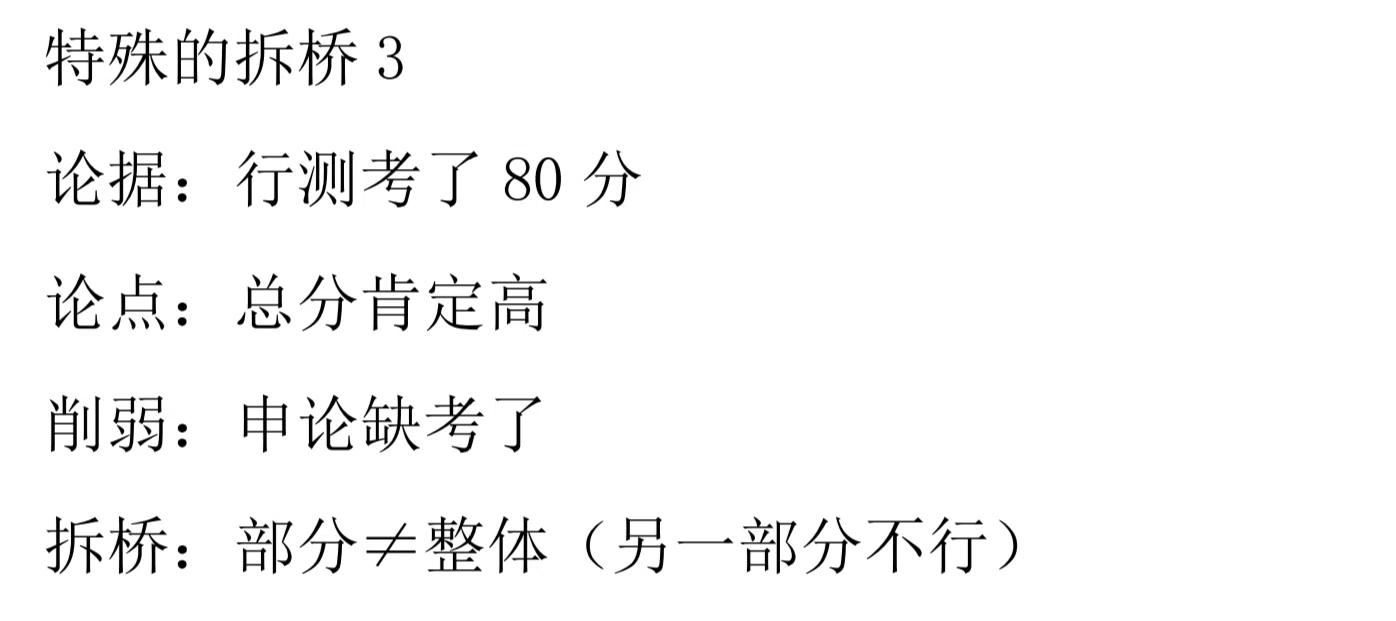 特殊的拆桥 3
论据：行测考了 80 分
论点：总分肯定高
削弱：申论缺考了
拆桥：部分≠整体（另一部分不行）